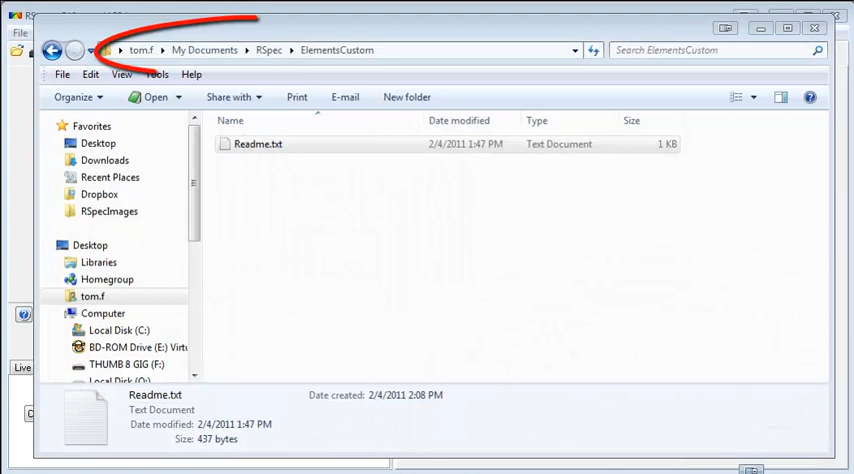 File
tom.f My Documents RSpec ElementsCustom Search ElementsCustom
File Edit View Tools Help
Organize Open Share with Print E-mail New folder
Name Date modified Type Size
Readme.txt 2/4/2011 1:47 PM Text Document 1 KB
Favorites
Desktop
Downloads
Recent Places
Dropbox
RSpecImages
Desktop
Libraries
Homegroup
tom.f
Computer
Local Disk (C:)
BD-ROM Drive (E:) Virtu
THUMB 8 GIG (F:)
Local Disk (O:)
Live
Readme.txt Date created: 2/4/2011 2:08 PM
Text Document
Date modified: 2/4/2011 1:47 PM
Size: 437 bytes